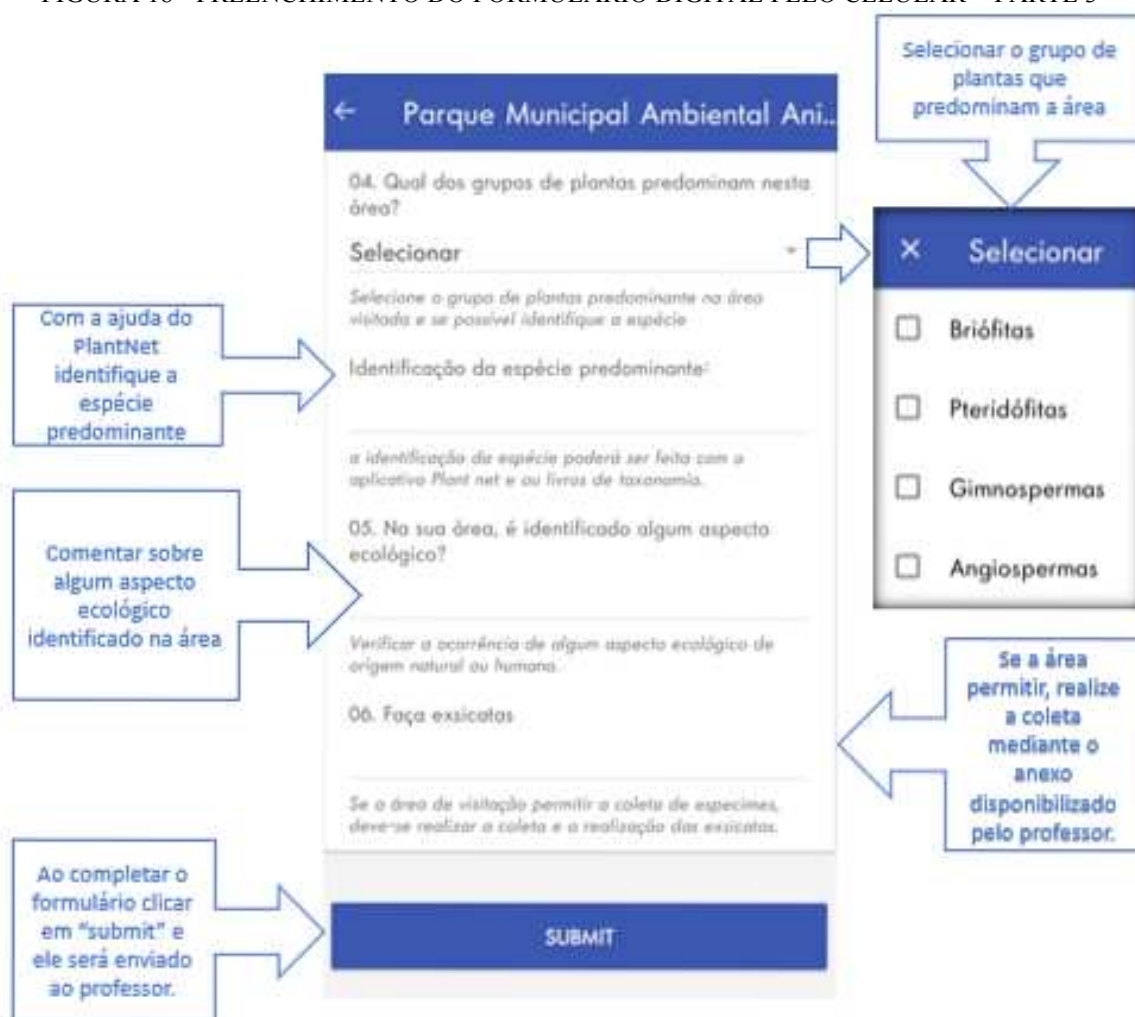 Selecionar o grupo de
plantas que
predominam a área
←
Parque Municipal Ambiental Ani..
04. Qual dos grupos de plantas predominam nesta
área?
Selecionar
× Selecionar
Briófitas
Pteridófitas
Gimnospermas
Angiospermas
Selecione o grupo de plantas predominante na área
visitada e se possível identifique a espécie
Com a ajuda do
PlantNet
identifique a
espécie
predominante
Identificação da espécie predominante:
a identificação da espécie poderá ser feita com o
aplicativo Plant net e ou livros de taxonomia.
05. Na sua área, é identificado algum aspecto
ecológico?
Comentar sobre
algum aspecto
ecológico
identificado na área
Verificar a ocorrência de algum aspecto ecológico de
origem natural ou humana.
06. Faça exsicatas
Se a área
permitir, realize
a coleta
mediante o
anexo
disponibilizado
pelo professor.
Se a área de visitação permitir a coleta de especimes,
deve-se realizar a coleta e a realização das exsicatas.
Ao completar o
formulário clicar
em "submit" e
ele será enviado
ao professor.
SUBMIT